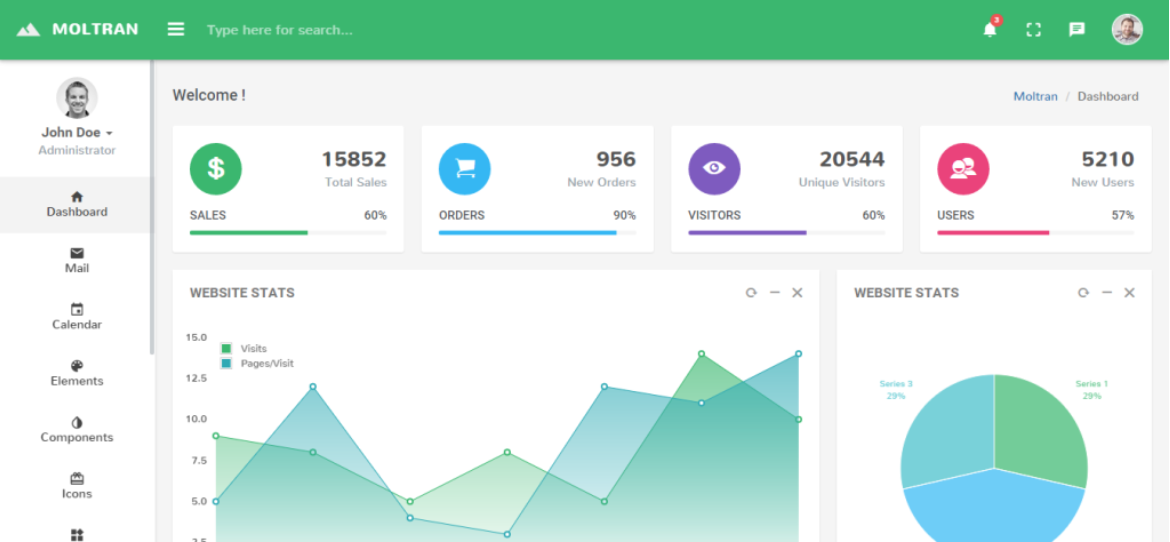 MOLTRAN
Type here for search...
3
John Doe
Administrator
Dashboard
Mail
Calendar
Elements
Components
Icons
Welcome !
Moltran / Dashboard
15852
Total Sales
SALES 60%
956
New Orders
ORDERS 90%
20544
Unique Visitors
VISITORS 60%
5210
New Users
USERS 57%
WEBSITE STATS
Visits
Pages/Visit
15.0
12.5
10.0
7.5
5.0
2.5
WEBSITE STATS
Series 3
29%
Series 1
29%